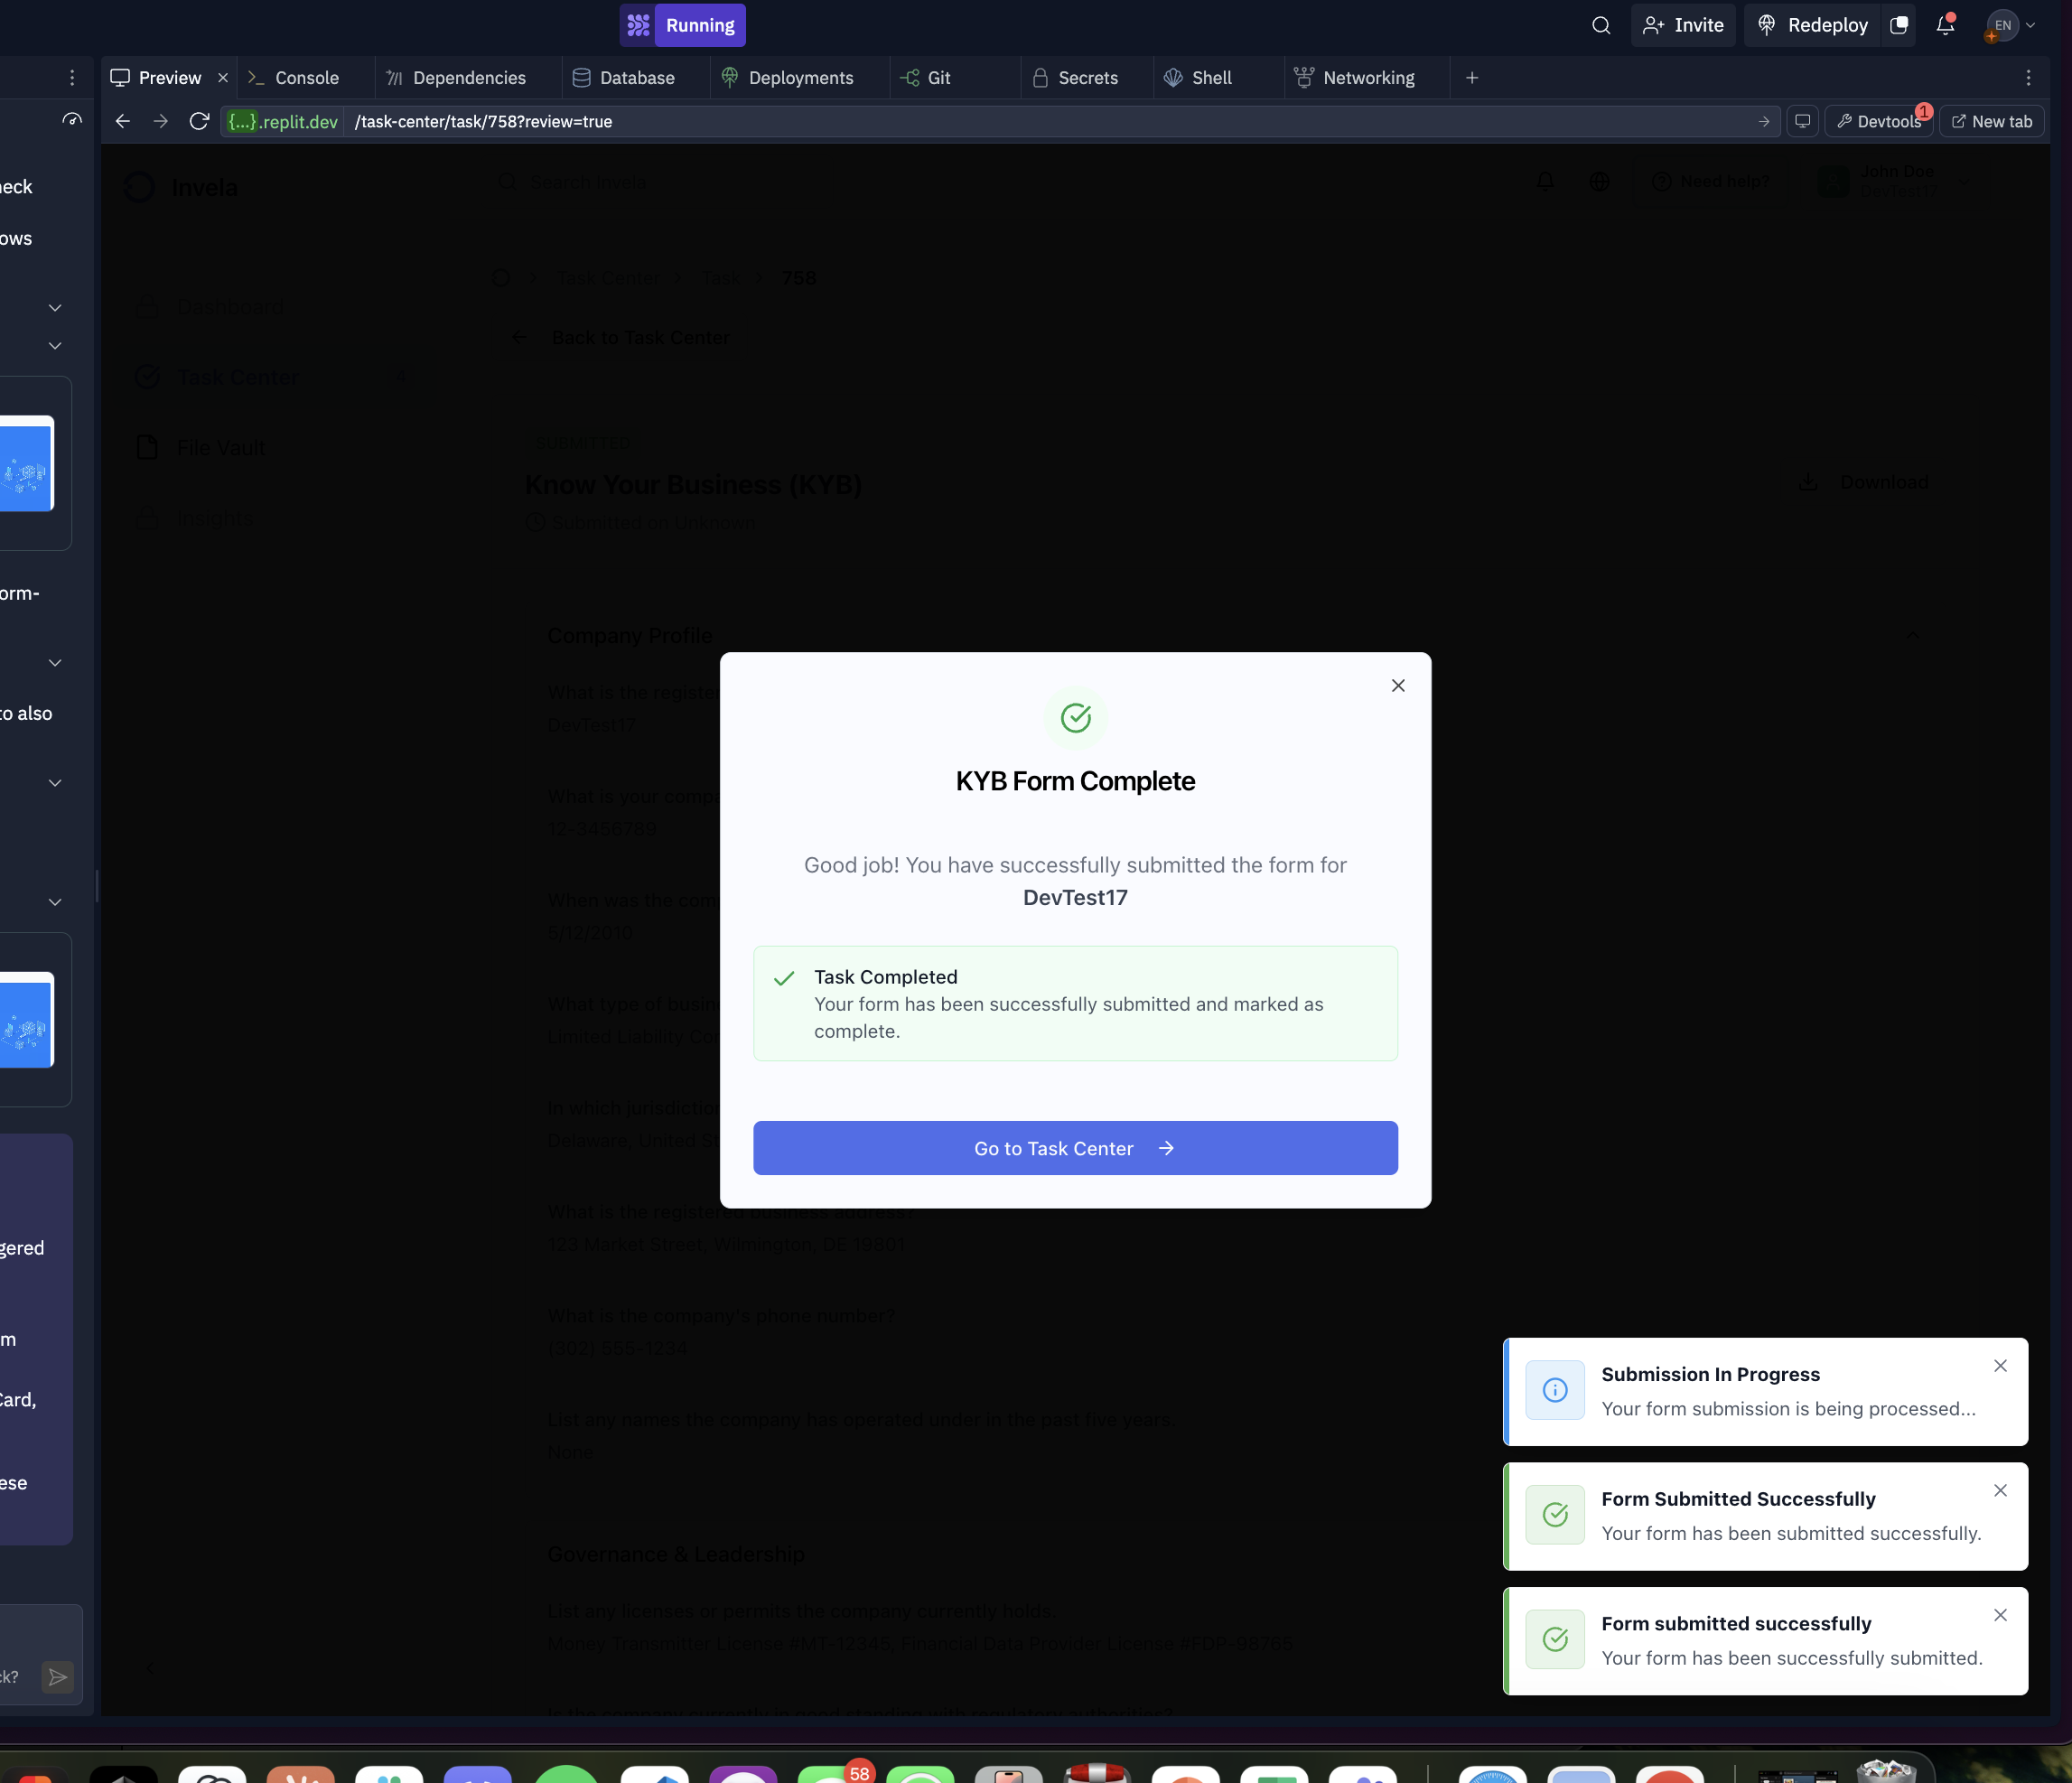 Running
Invite
Redeploy
EN
Preview
Console
Dependencies
Database
Deployments
Git
Secrets
Shell
Networking
{...}.replit.dev
/task-center/task/758?review=true
Devtools
1
New tab
eck
ows
orm-
to also
gered
m
Card,
ese
ck?
Invela
Search Invela
Need help?
John Doe
DevTest17
Dashboard
Task Center
4
File Vault
Insights
Task Center
Task
758
Back to Task Center
SUBMITTED
Know Your Business (KYB)
Submitted on Unknown
Download
Company Profile
What is the register
DevTest17
What is your compa
12-3456789
When was the com
5/12/2010
What type of busin
Limited Liability Co
In which jurisdiction
Delaware, United St
What is the registered business address?
123 Market Street, Wilmington, DE 19801
What is the company's phone number?
(302) 555-1234
List any names the company has operated under in the past five years.
None
Governance & Leadership
List any licenses or permits the company currently holds.
Money Transmitter License #MT-12345, Financial Data Provider License #FDP-98765
Is the company currently in good standing with regulatory authorities?
KYB Form Complete
Good job! You have successfully submitted the form for
DevTest17
Task Completed
Your form has been successfully submitted and marked as
complete.
Go to Task Center
Submission In Progress
Your form submission is being processed...
Form Submitted Successfully
Your form has been submitted successfully.
Form submitted successfully
Your form has been successfully submitted.
58